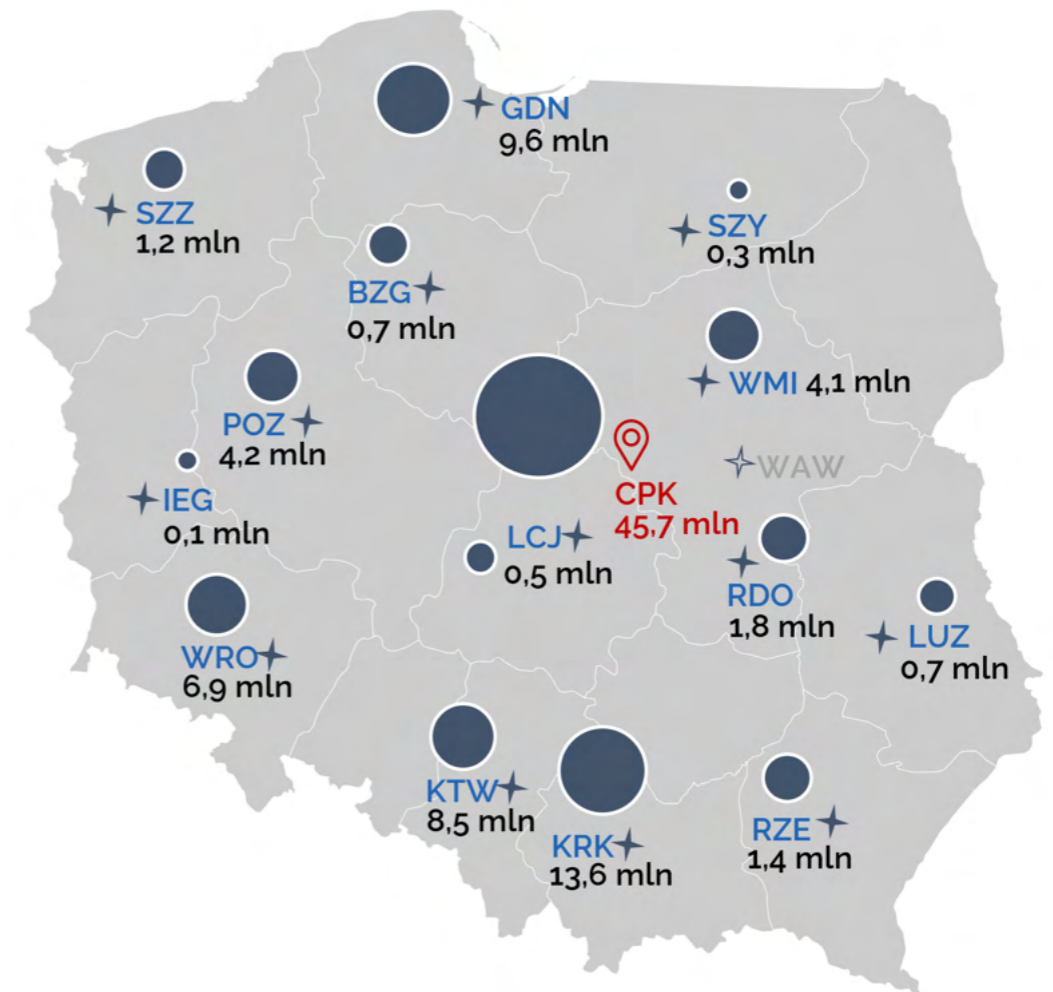 GDN
9,6 mln
SZZ
1,2 mln
SZY
0,3 mln
BZG
0,7 mln
WMI 4,1 mln
POZ
4,2 mln
WAW
IEG
0,1 mln
CPK
45,7 mln
LCJ
0,5 mln
RDO
1,8 mln
LUZ
0,7 mln
WRO
6,9 mln
KTW
8,5 mln
KRK
13,6 mln
RZE
1,4 mln